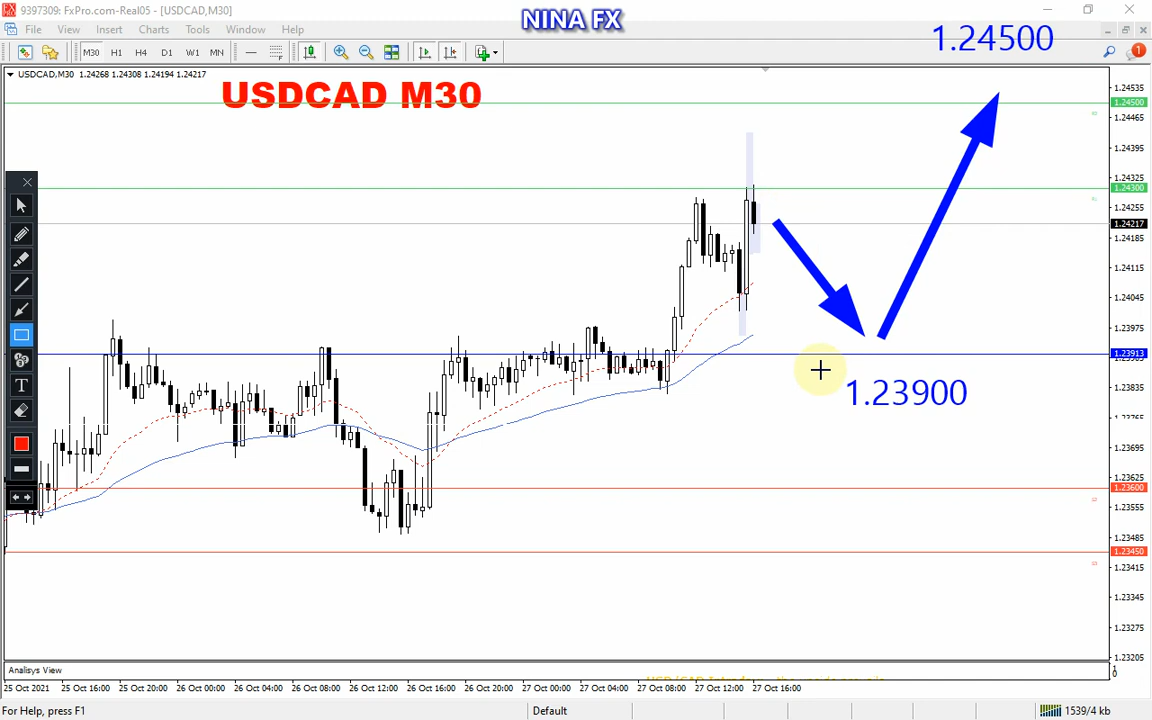 9397309: FxPro.com-Real05 - [USDCAD,M30]
NINA FX
File View Insert Charts Tools Window Help
1.24500
M30 H1 H4 D1 W1 MN
1
USDCAD,M30 1.24268 1.24308 1.24194 1.24217
USDCAD M30
1.24535
1.24500
1.24465
1.24395
1.24325
1.24300
1.24255
1.24217
1.24185
1.24115
1.24045
1.23975
1.23913
1.23900
1.23835
1.23765
1.23695
1.23625
1.23600
1.23555
1.23485
1.23450
1.23415
1.23345
1.23275
1.23205
T
Analisys View
1
0
25 Oct 2021 25 Oct 16:00 25 Oct 20:00 26 Oct 00:00 26 Oct 04:00 26 Oct 08:00 26 Oct 12:00 26 Oct 16:00 26 Oct 20:00 27 Oct 00:00 27 Oct 04:00 27 Oct 08:00 27 Oct 12:00 27 Oct 16:00
For Help, press F1
Default
1539/4 kb